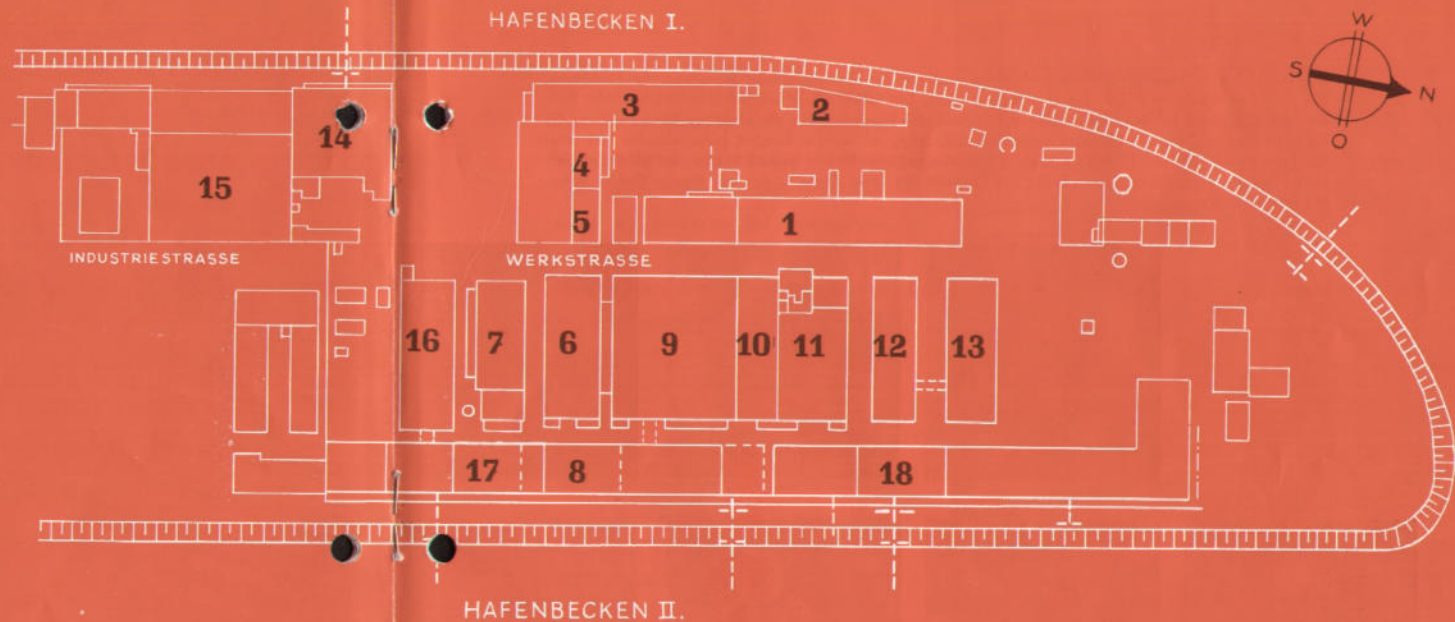 HAFENBECKEN I.
W
S
N
O
3
2
14
4
15
5
1
INDUSTRIESTRASSE
WERKSTRASSE
16
7
6
9
10
11
12
13
17
8
18
HAFENBECKEN II.